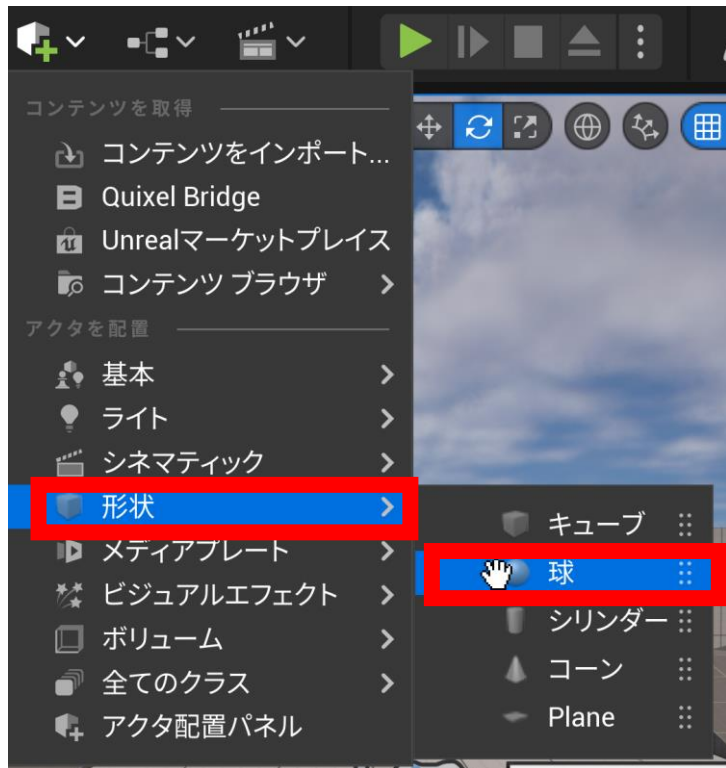 コンテンツを取得
コンテンツをインポート...
Quixel Bridge
Unrealマーケットプレイス
コンテンツ ブラウザ
アクタを配置
基本
ライト
シネマティック
形状
メディアプレート
ビジュアルエフェクト
ボリューム
全てのクラス
アクタ配置パネル
キューブ
球
シリンダー
コーン
Plane